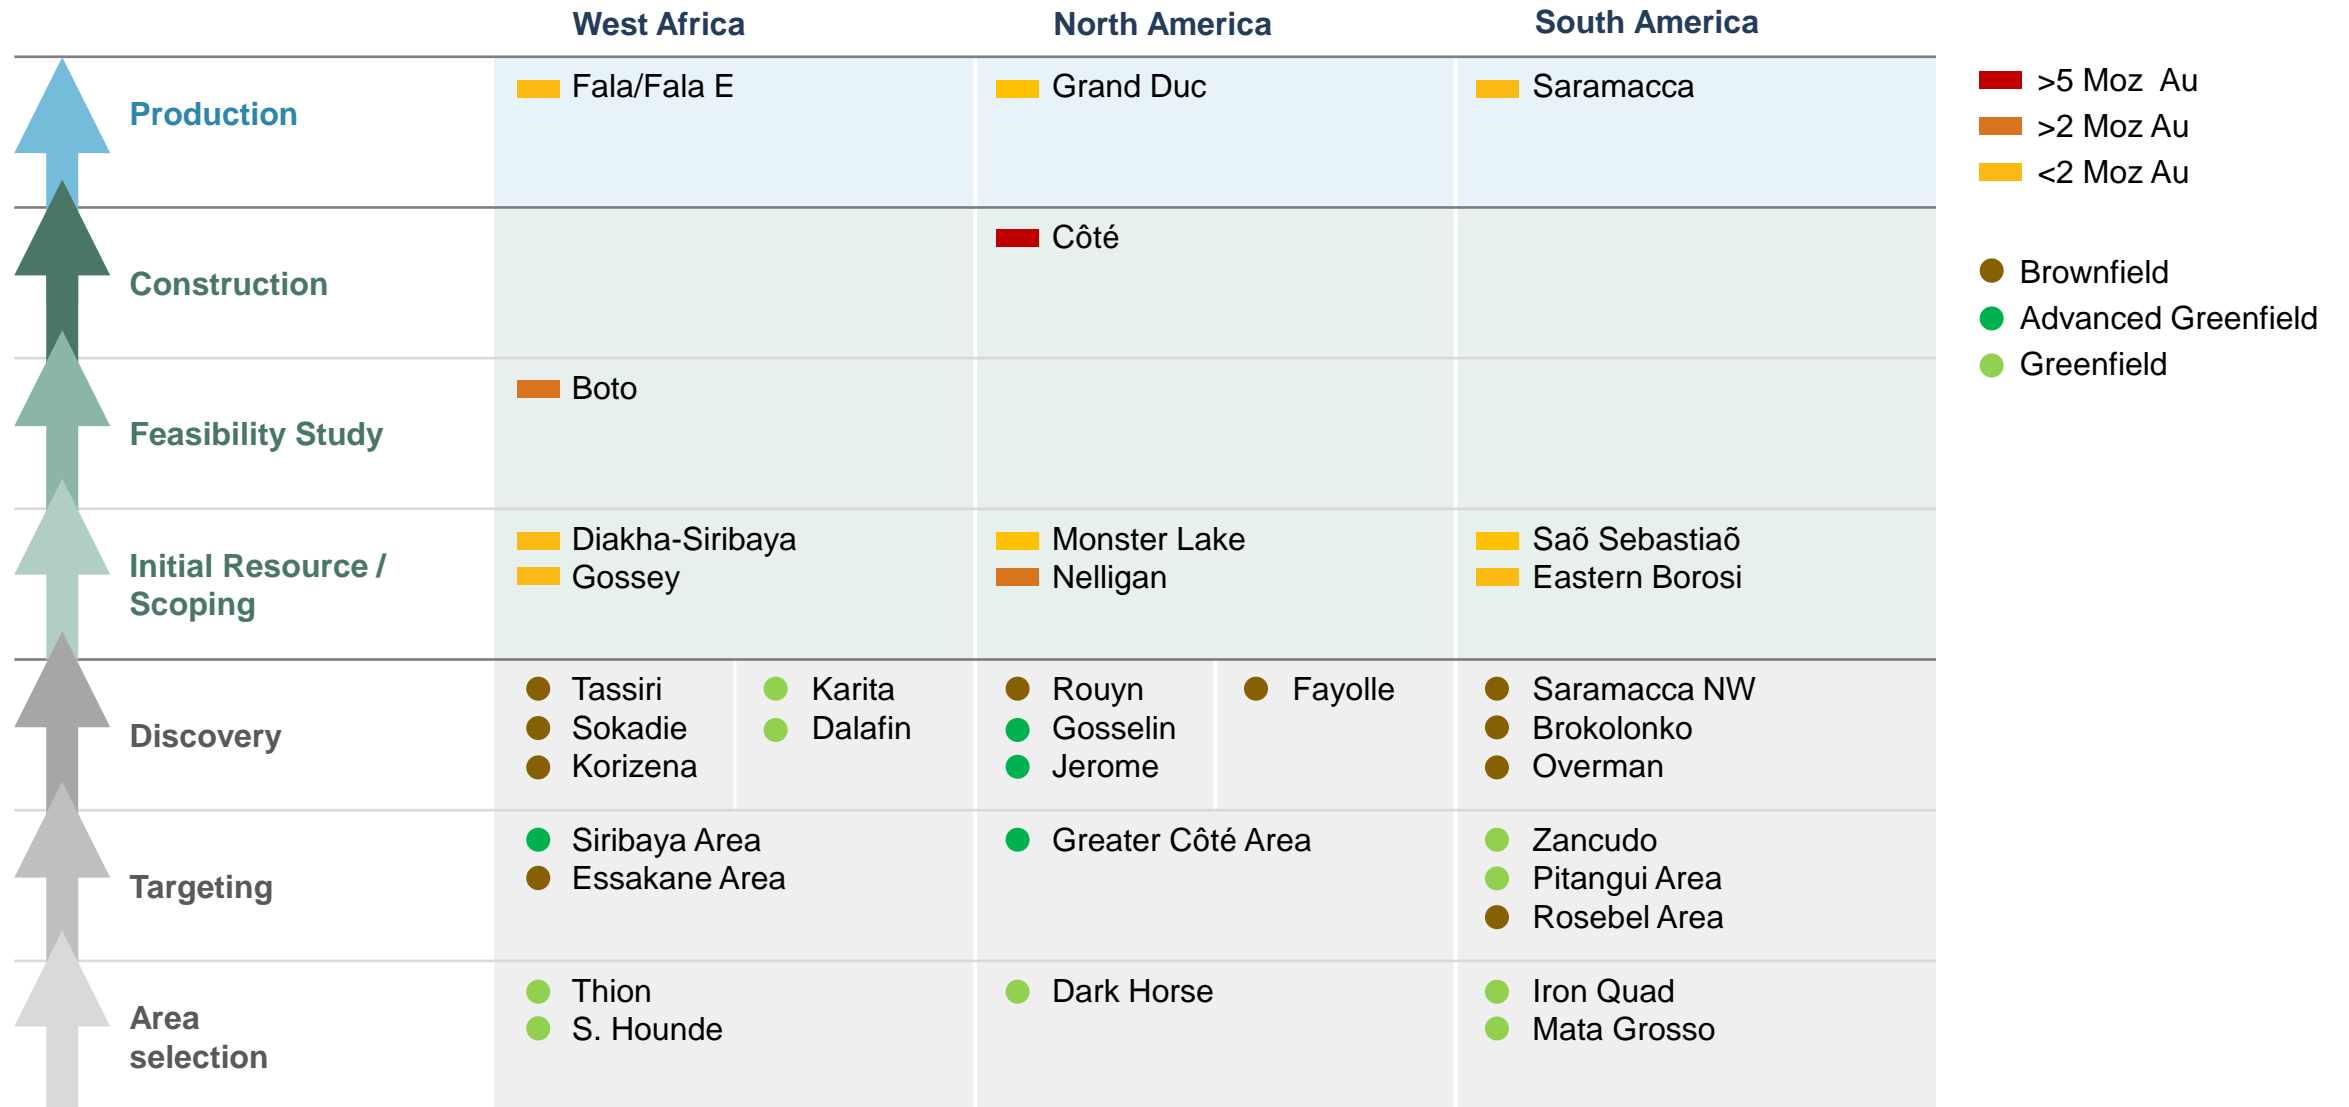 West Africa
North America
South America
Production
Fala/Fala E
Grand Duc
Saramacca
Construction
Côté
Feasibility Study
Boto
Initial Resource /
Scoping
Diakha-Siribaya
Gossey
Monster Lake
Nelligan
Saõ Sebastiaõ
Eastern Borosi
Discovery
Tassiri
Sokadie
Korizena
Karita
Dalafin
Rouyn
Gosselin
Jerome
Fayolle
Saramacca NW
Brokolonko
Overman
Targeting
Siribaya Area
Essakane Area
Greater Côté Area
Zancudo
Pitangui Area
Rosebel Area
Area
selection
Thion
S. Hounde
Dark Horse
Iron Quad
Mata Grosso
>5 Moz Au
>2 Moz Au
<2 Moz Au
Brownfield
Advanced Greenfield
Greenfield